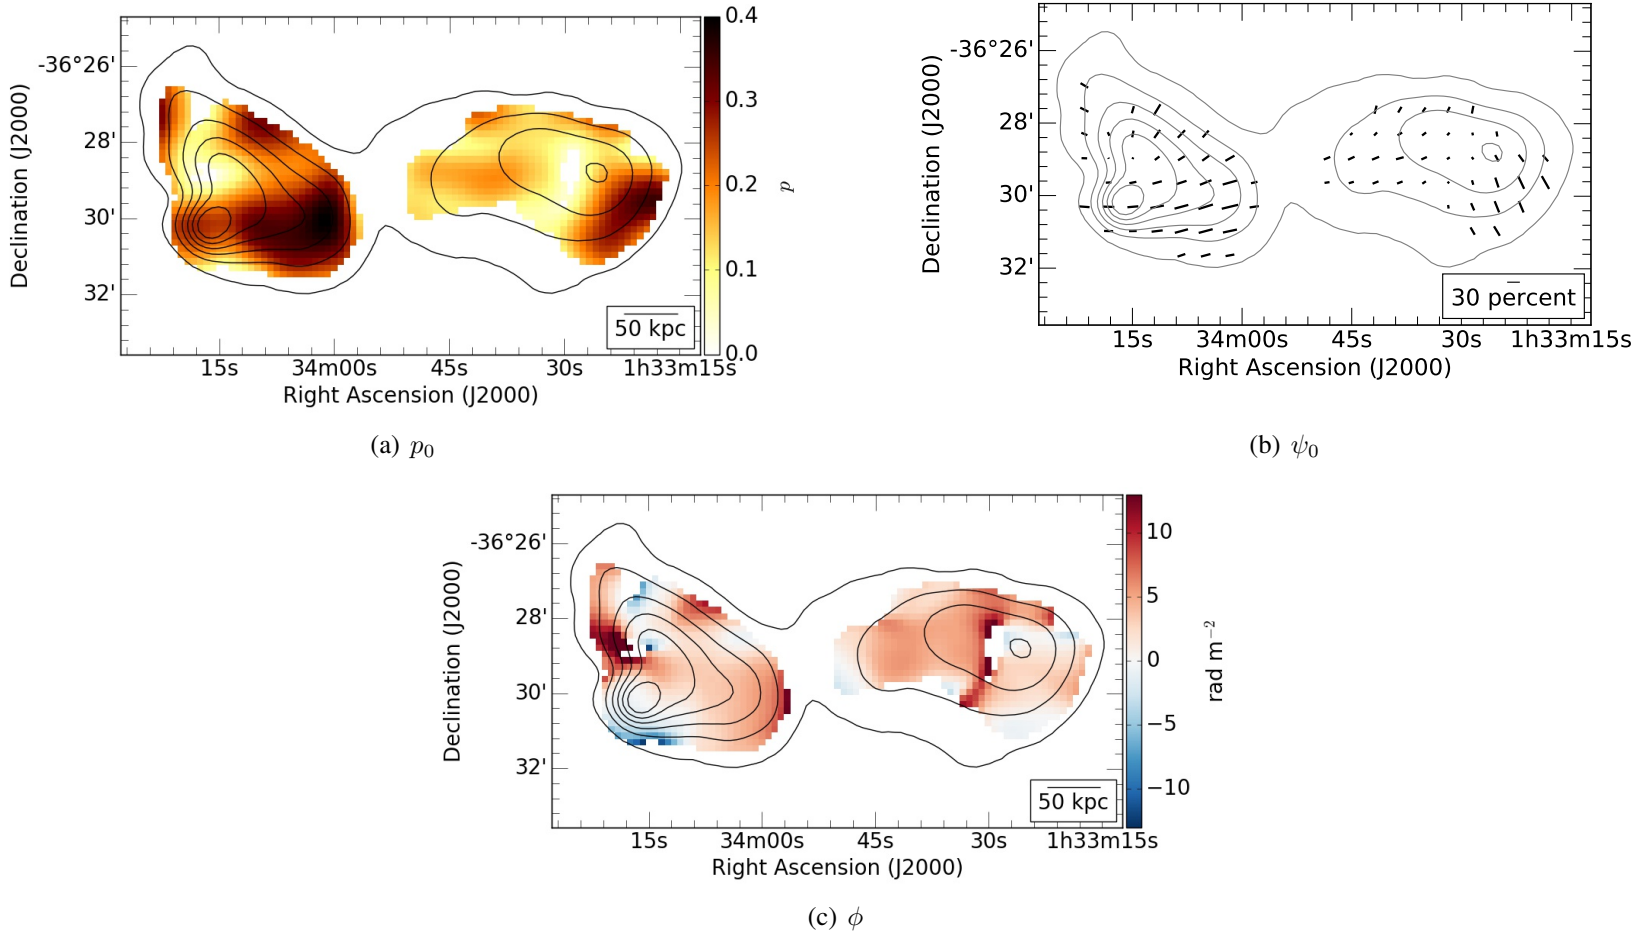 0.4
-36°26'
0.3
28'
0.2
p
30'
0.1
32'
50 kpc
0.0
15s 34m00s 45s 30s 1h33m15s
Right Ascension (J2000)
Declination (J2000)
(a) p₀
-36°26'
28'
30'
32'
30 percent
15s 34m00s 45s 30s 1h33m15s
Right Ascension (J2000)
Declination (J2000)
(b) ψ₀
-36°26'
10
28'
5
0
30'
−5
32'
−10
50 kpc
rad m⁻²
15s 34m00s 45s 30s 1h33m15s
Right Ascension (J2000)
Declination (J2000)
(c) ϕ